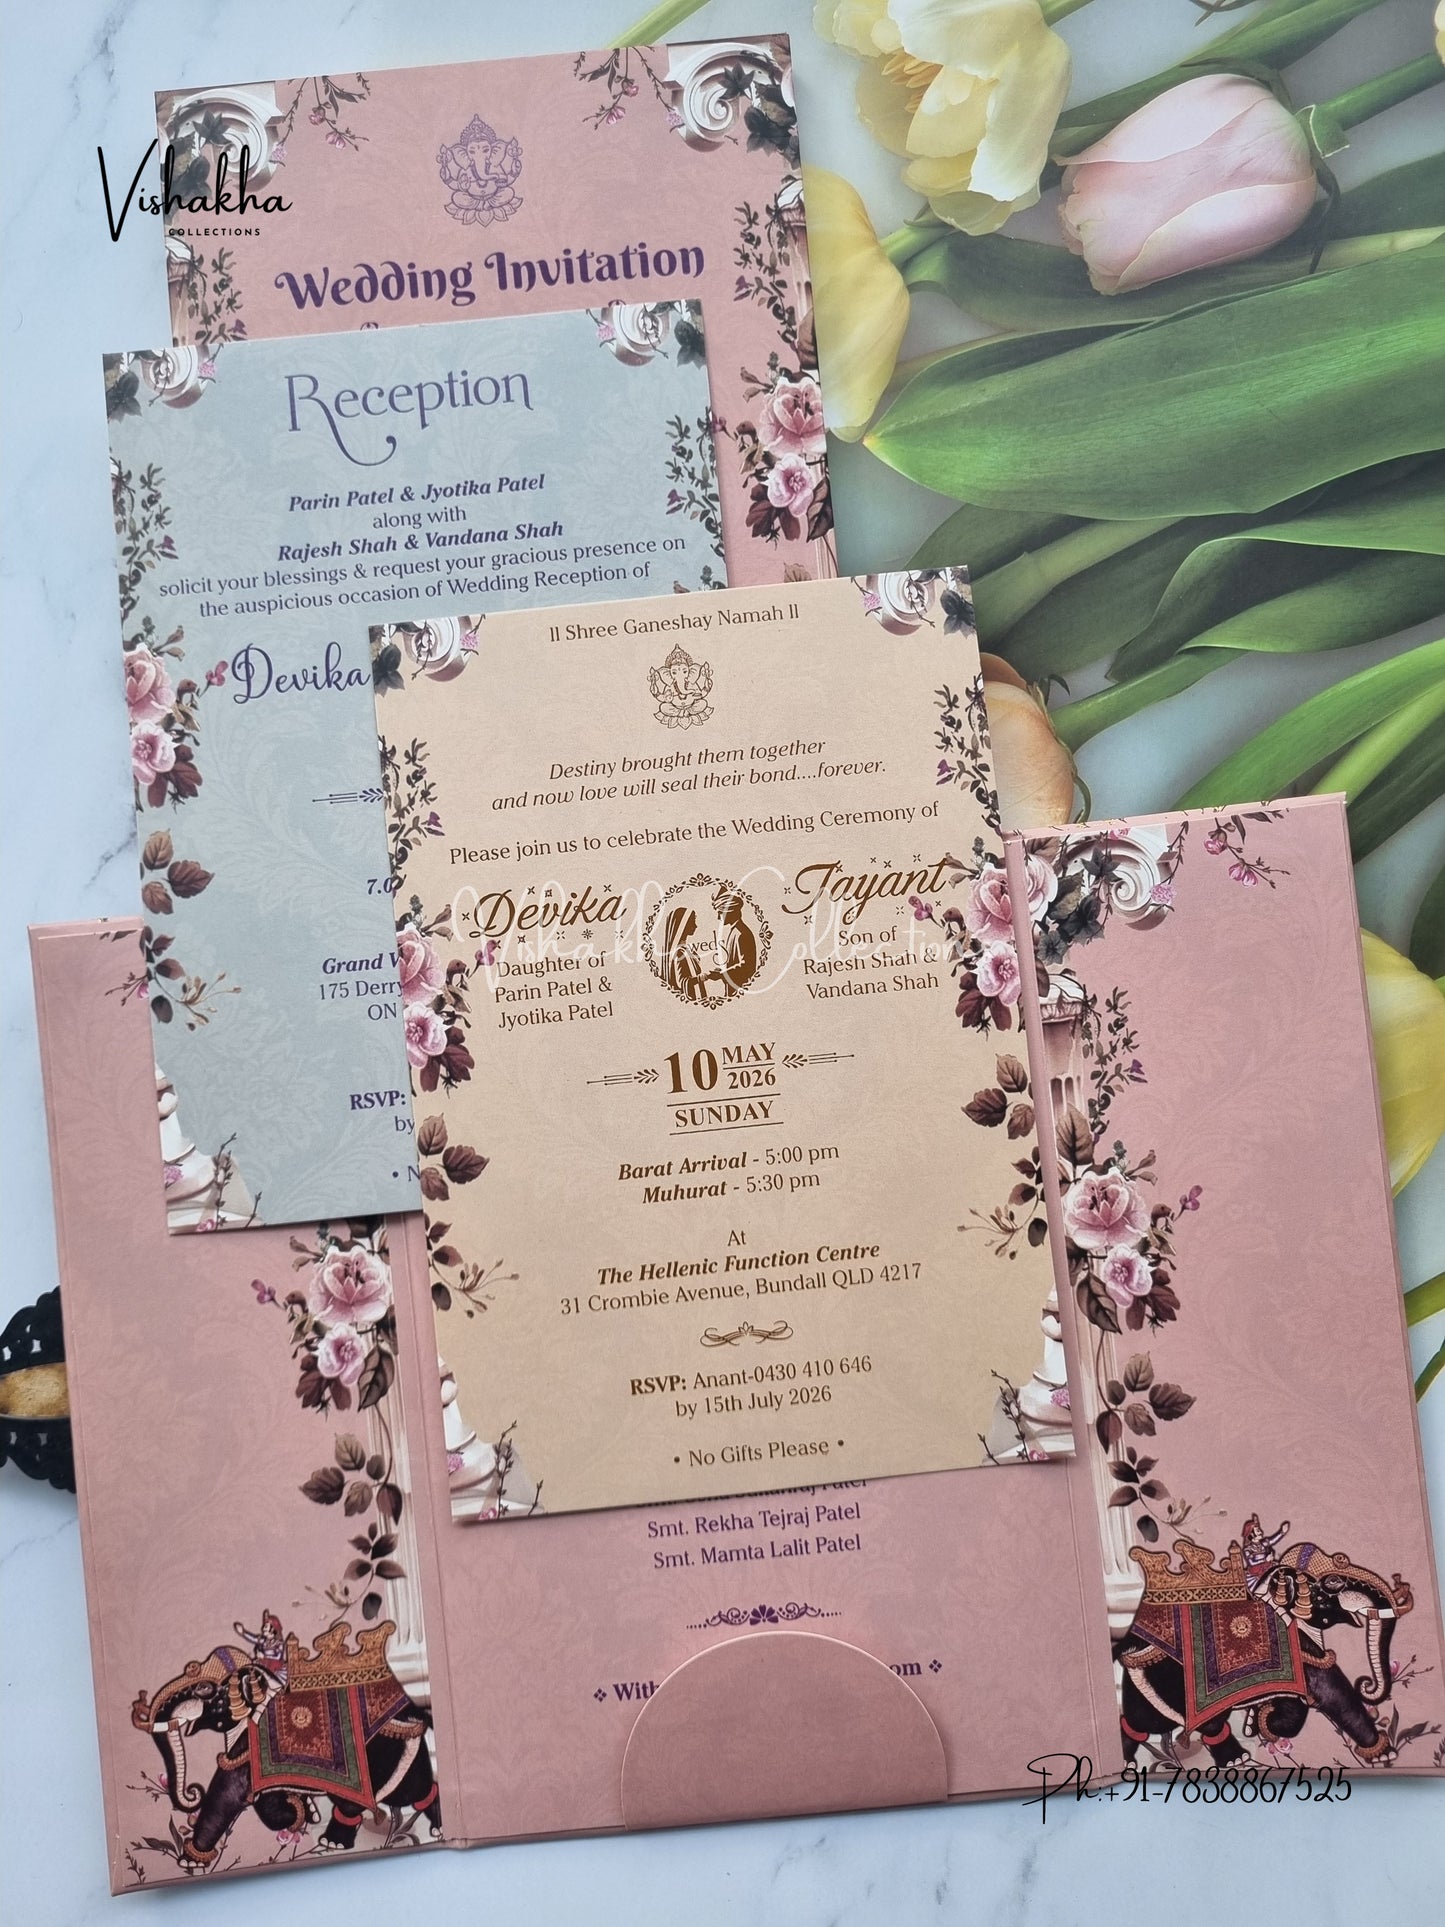 Vishakha
COLLECTIONS
Wedding Invitation
Reception
Parin Patel & Jyotika Patel
along with
Rajesh Shah & Vandana Shah
solicit your blessings & request your gracious presence on
the auspicious occasion of Wedding Reception of
Devika
Grand
175 Derry
ON
RSVP:
by
•
ll Shree Ganeshay Namah ll
Destiny brought them together
and now love will seal their bond....forever.
Please join us to celebrate the Wedding Ceremony of
Devika
weds
Jayant
Daughter of
Parin Patel &
Jyotika Patel
Son of
Rajesh Shah &
Vandana Shah
Vishakha Collections
10 MAY
2026
SUNDAY
Barat Arrival - 5:00 pm
Muhurat - 5:30 pm
At
The Hellenic Function Centre
31 Crombie Avenue, Bundall QLD 4217
RSVP: Anant-0430 410 646
by 15th July 2026
• No Gifts Please •
Smt. Rekha Tejraj Patel
Smt. Mamta Lalit Patel
Ph.:+91-7838867525